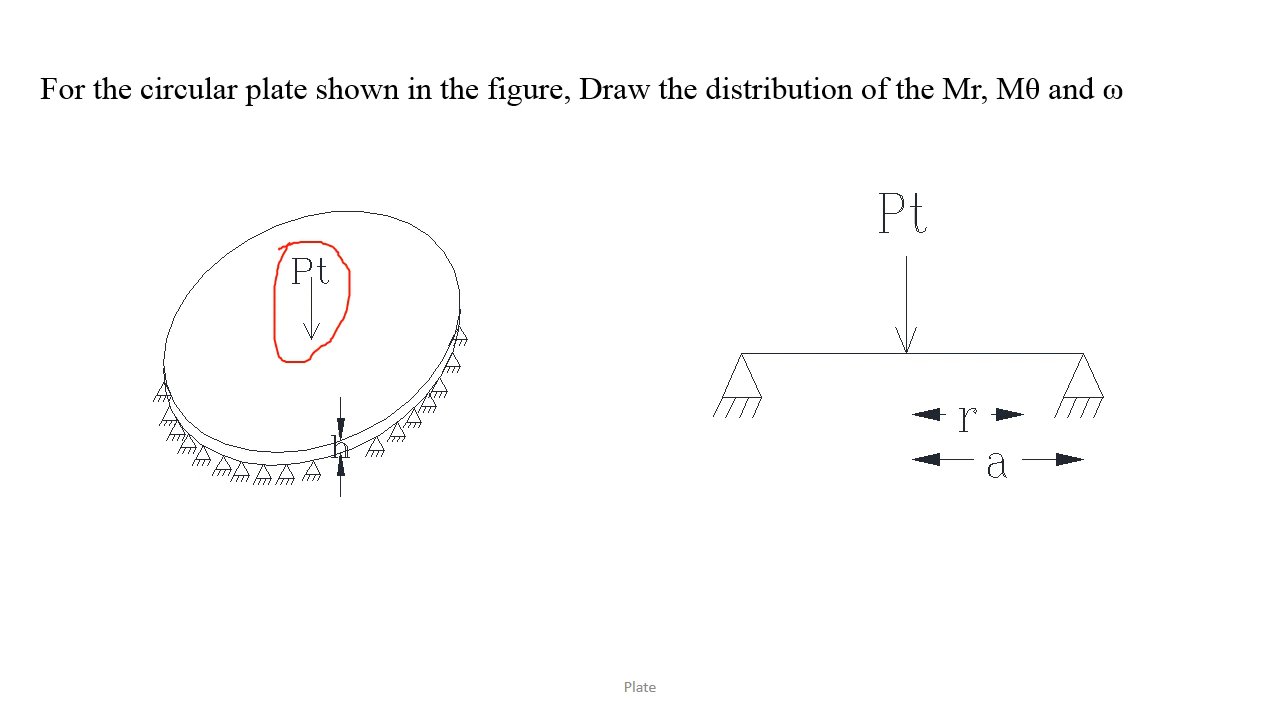 For the circular plate shown in the figure, Draw the distribution of the Mr, Mθ and ω
Pt
Pt
h
r
a
Plate